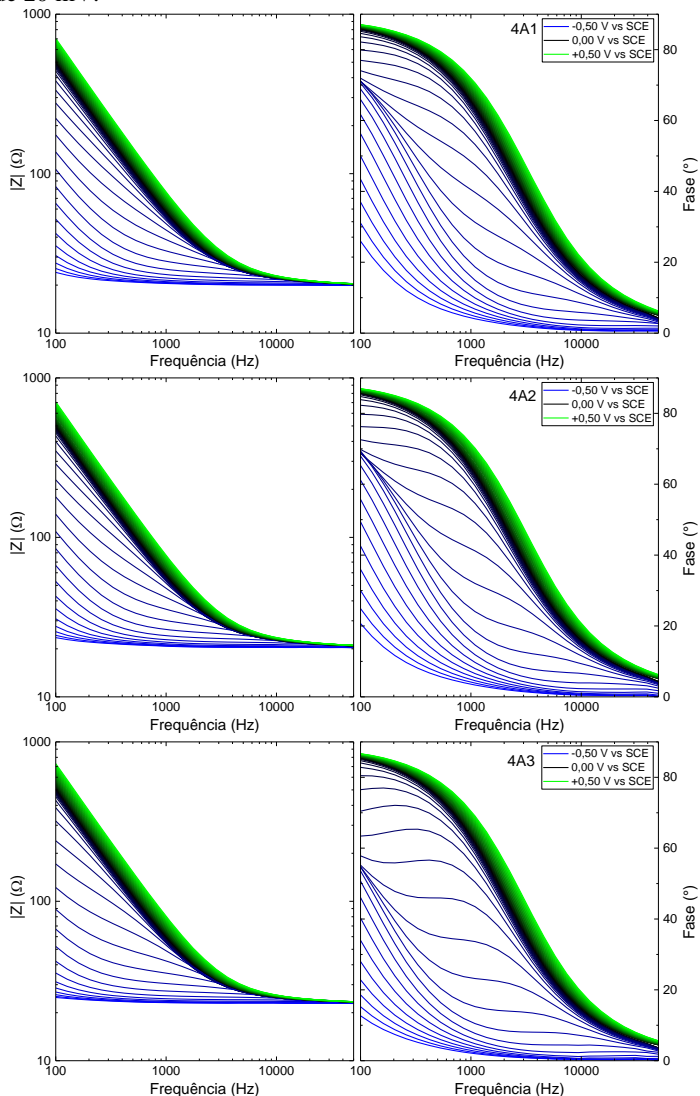 de 20 mV.
1000
100
10
|Z| (Ω)
100 1000 10000
Frequência (Hz)
4A1
-0,50 V vs SCE
0,00 V vs SCE
+0,50 V vs SCE
80
60
40
20
0
Fase (°)
100 1000 10000
Frequência (Hz)
1000
100
10
|Z| (Ω)
100 1000 10000
Frequência (Hz)
4A2
-0,50 V vs SCE
0,00 V vs SCE
+0,50 V vs SCE
80
60
40
20
0
Fase (°)
100 1000 10000
Frequência (Hz)
1000
100
10
|Z| (Ω)
100 1000 10000
Frequência (Hz)
4A3
-0,50 V vs SCE
0,00 V vs SCE
+0,50 V vs SCE
80
60
40
20
0
Fase (°)
100 1000 10000
Frequência (Hz)